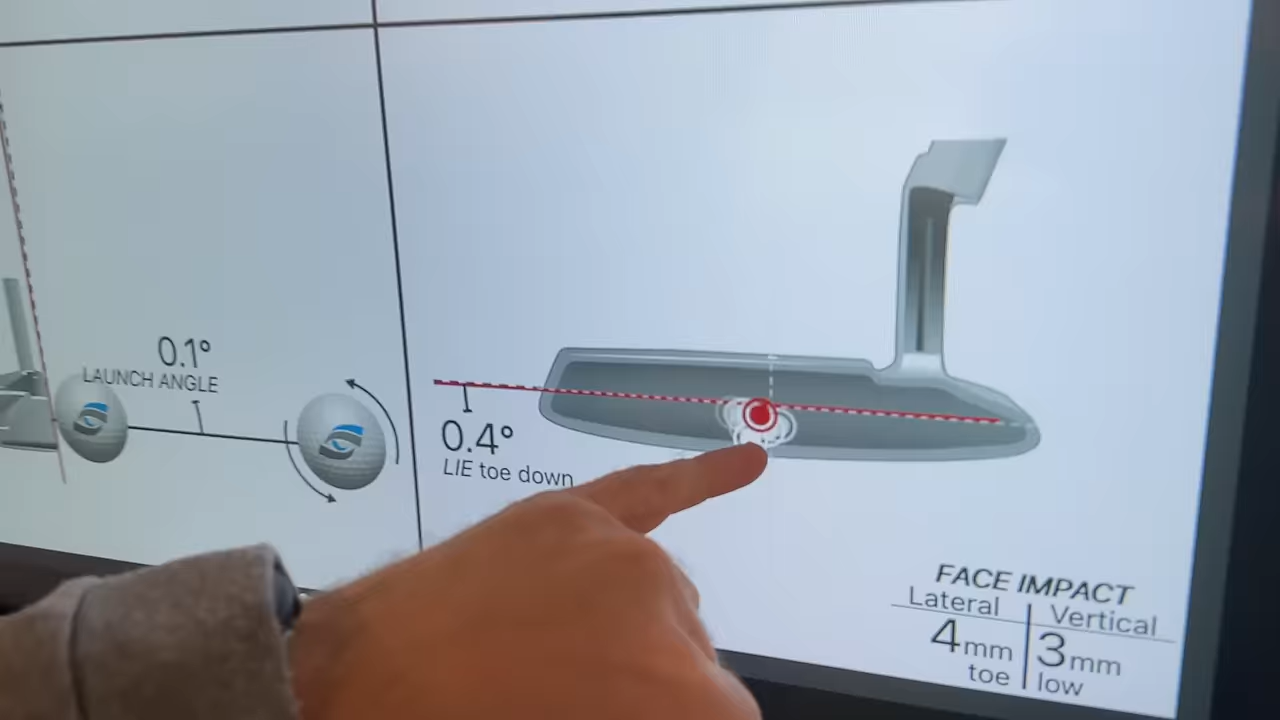 0.1°
LAUNCH ANGLE
0.4°
LIE toe down
FACE IMPACT
Lateral Vertical
4mm 3mm
toe low